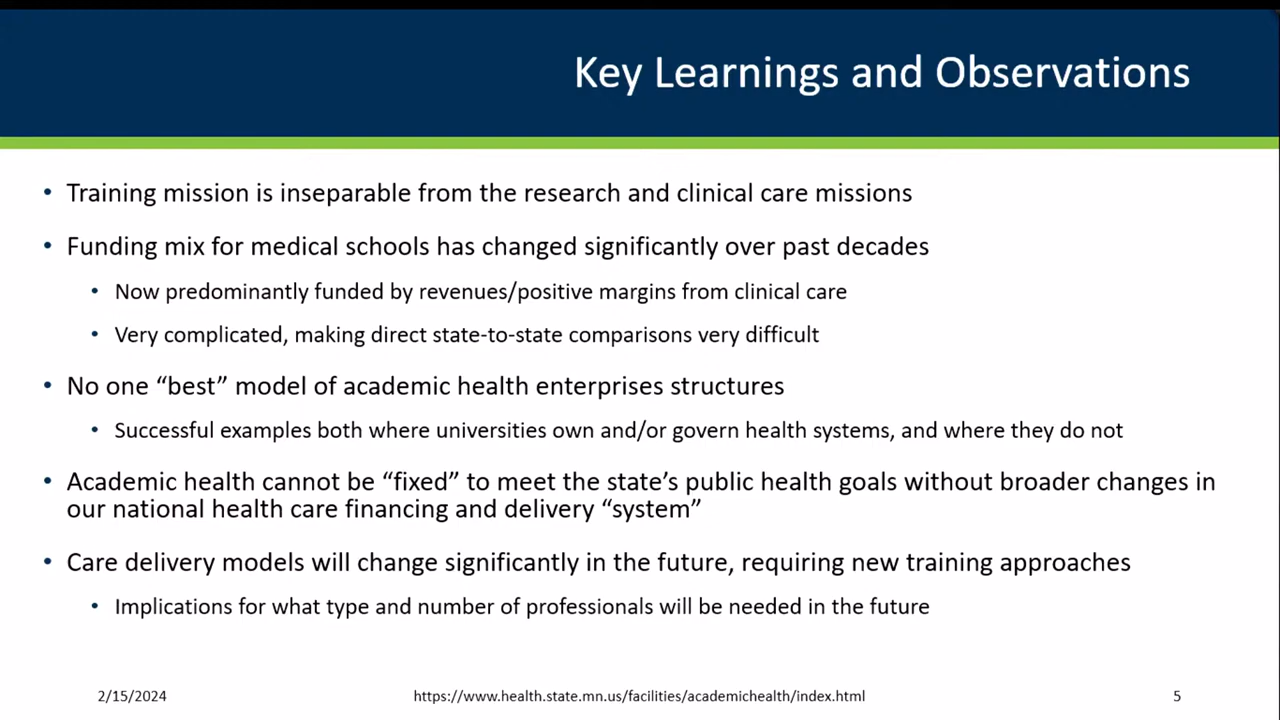 Key Learnings and Observations
• Training mission is inseparable from the research and clinical care missions
• Funding mix for medical schools has changed significantly over past decades
• Now predominantly funded by revenues/positive margins from clinical care
• Very complicated, making direct state-to-state comparisons very difficult
• No one “best” model of academic health enterprises structures
• Successful examples both where universities own and/or govern health systems, and where they do not
• Academic health cannot be “fixed” to meet the state’s public health goals without broader changes in
our national health care financing and delivery “system”
• Care delivery models will change significantly in the future, requiring new training approaches
• Implications for what type and number of professionals will be needed in the future
2/15/2024
https://www.health.state.mn.us/facilities/academichealth/index.html
5